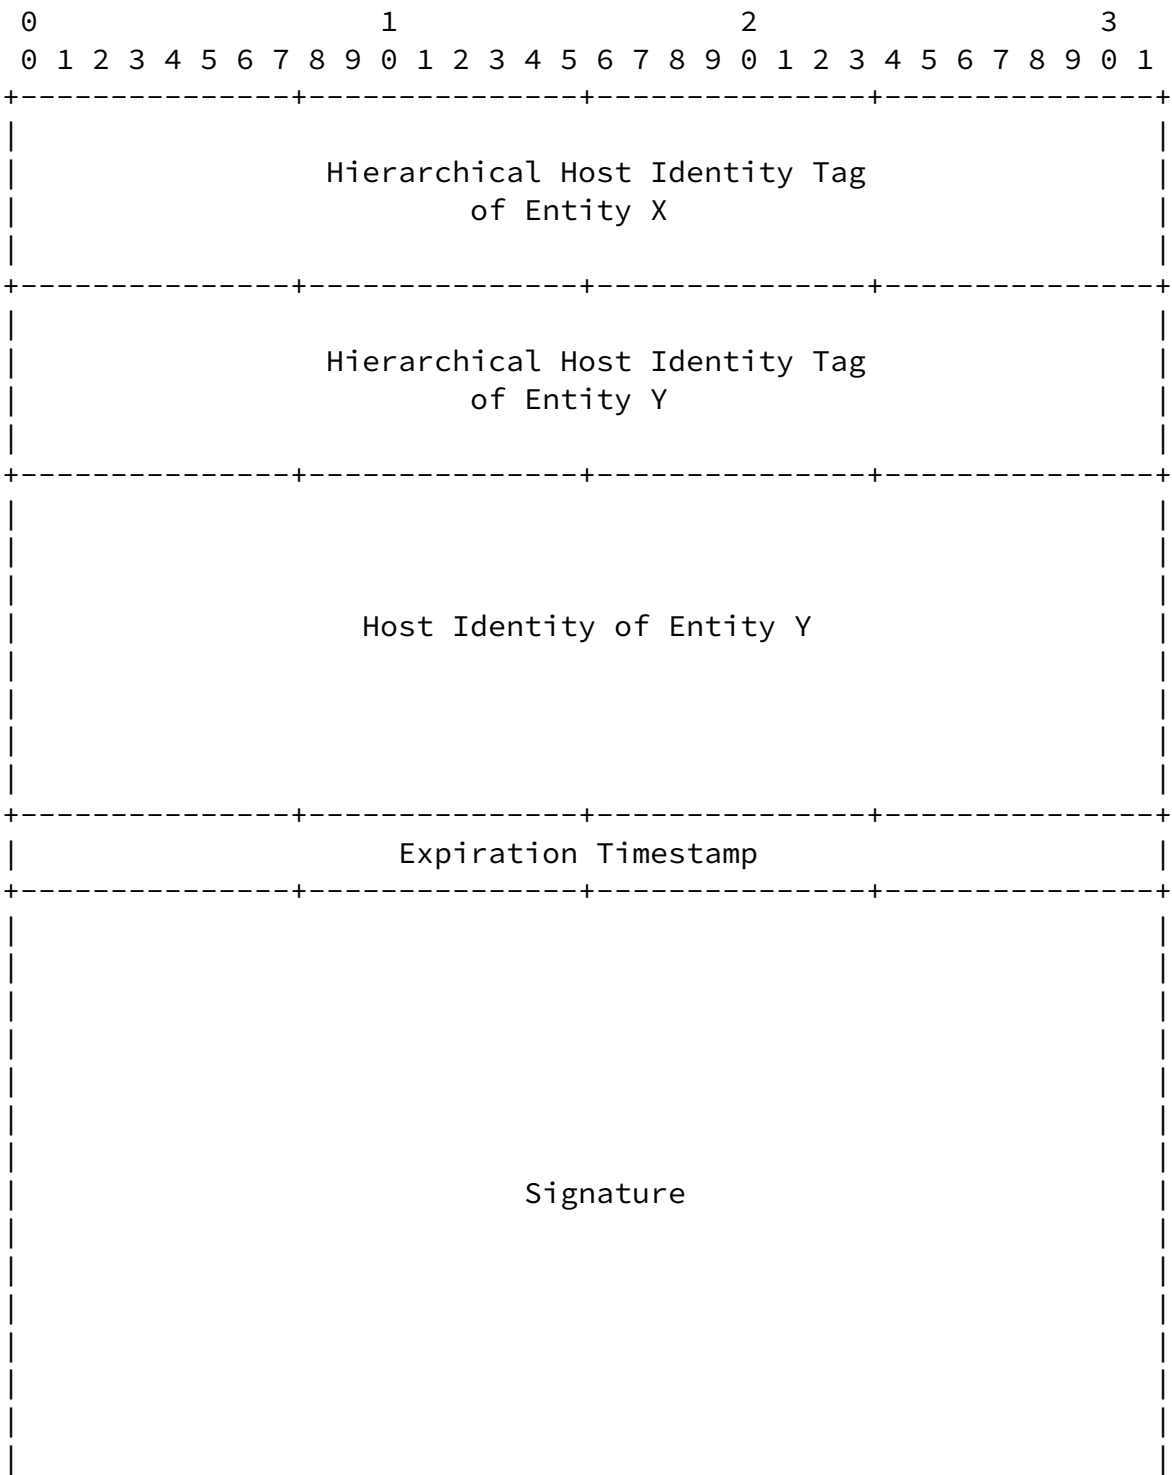 0                   1                   2                   3
0 1 2 3 4 5 6 7 8 9 0 1 2 3 4 5 6 7 8 9 0 1 2 3 4 5 6 7 8 9 0 1
Hierarchical Host Identity Tag
of Entity X
Hierarchical Host Identity Tag
of Entity Y
Host Identity of Entity Y
Expiration Timestamp
Signature